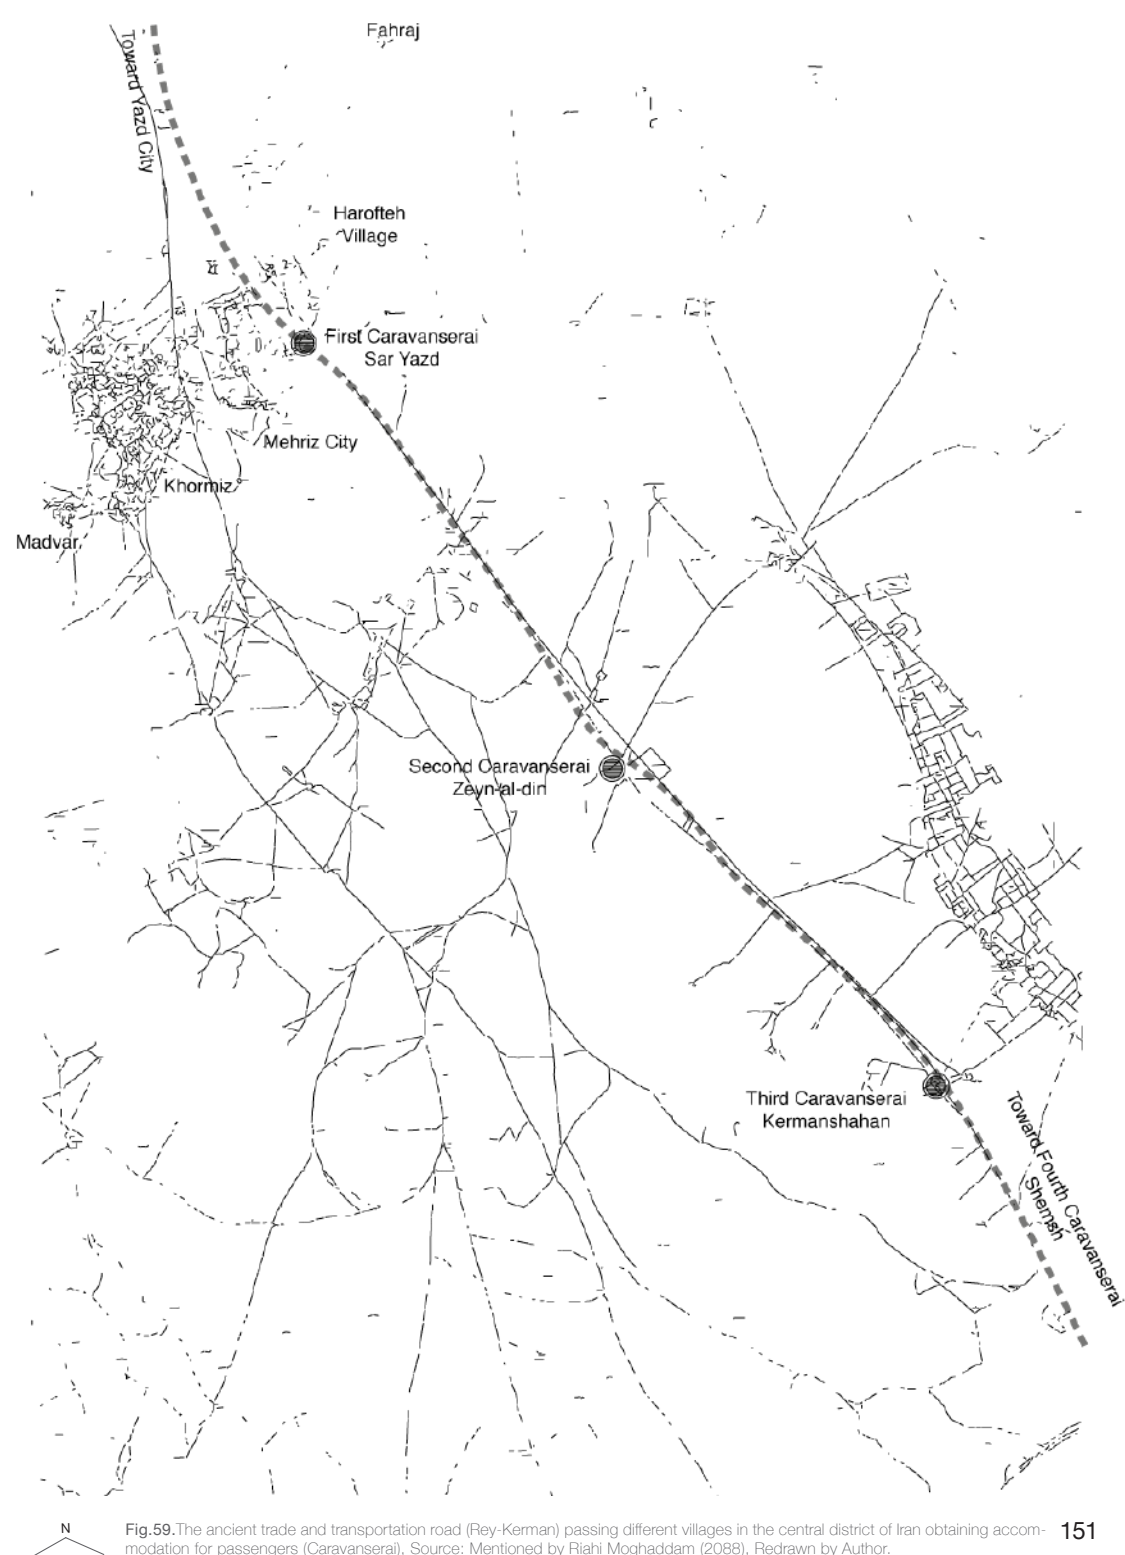 Fahraj
Toward Yazd City
Harofteh
Village
First Caravanserai
Sar Yazd
Mehriz City
Khormiz
Madvar
Second Caravanserai
Zeyn-al-din
Third Caravanserai
Kermanshahan
Toward Fourth Caravanserai
Shemsh
N
Fig.59.The ancient trade and transportation road (Rey-Kerman) passing different villages in the central district of Iran obtaining accom-
modation for passengers (Caravanserai), Source: Mentioned by Riahi Moghaddam (2088), Redrawn by Author.
151